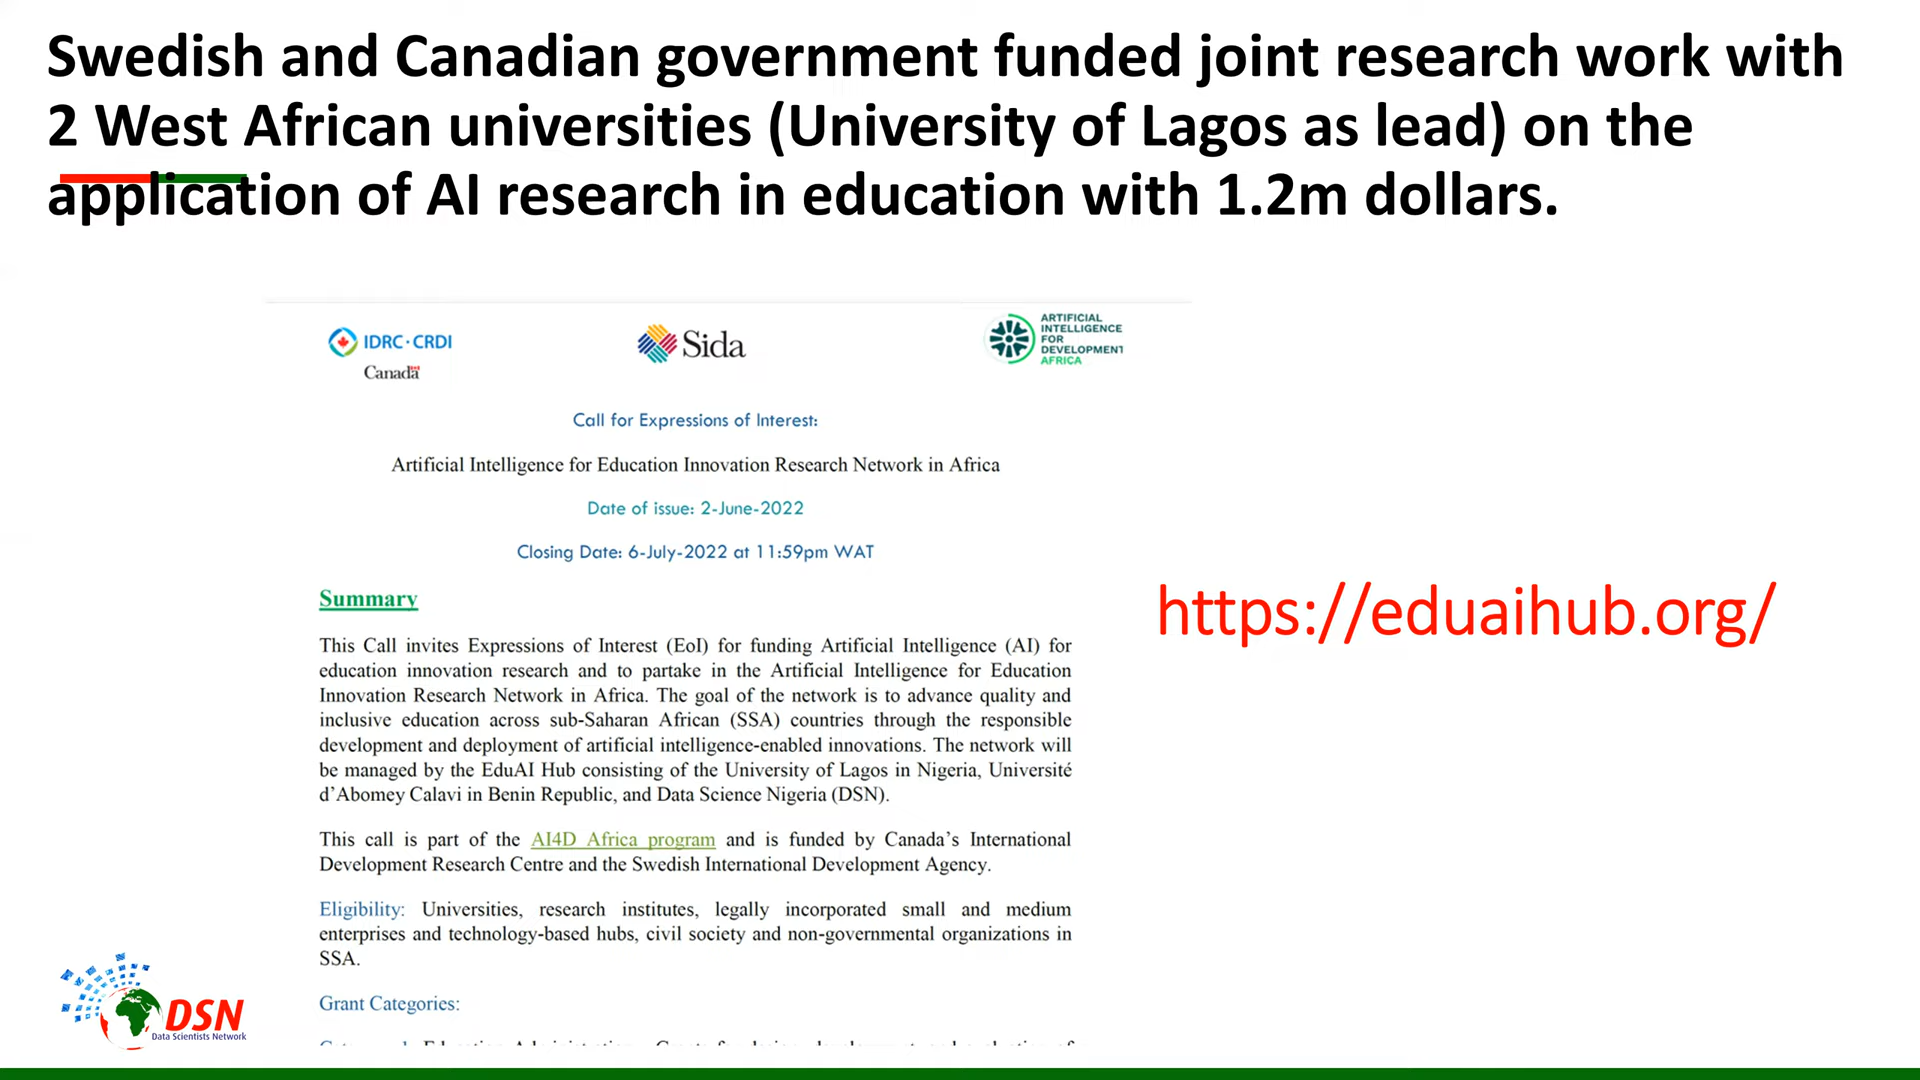 Swedish and Canadian government funded joint research work with
2 West African universities (University of Lagos as lead) on the
application of AI research in education with 1.2m dollars.
IDRC · CRDI
Canada
Sida
ARTIFICIAL
INTELLIGENCE
FOR
DEVELOPMENT
AFRICA
Call for Expressions of Interest:
Artificial Intelligence for Education Innovation Research Network in Africa
Date of issue: 2-June-2022
Closing Date: 6-July-2022 at 11:59pm WAT
Summary
This Call invites Expressions of Interest (EoI) for funding Artificial Intelligence (AI) for
education innovation research and to partake in the Artificial Intelligence for Education
Innovation Research Network in Africa. The goal of the network is to advance quality and
inclusive education across sub-Saharan African (SSA) countries through the responsible
development and deployment of artificial intelligence-enabled innovations. The network will
be managed by the EduAI Hub consisting of the University of Lagos in Nigeria, Université
d’Abomey Calavi in Benin Republic, and Data Science Nigeria (DSN).
This call is part of the AI4D Africa program and is funded by Canada’s International
Development Research Centre and the Swedish International Development Agency.
Eligibility: Universities, research institutes, legally incorporated small and medium
enterprises and technology-based hubs, civil society and non-governmental organizations in
SSA.
Grant Categories:
https://eduaihub.org/
DSN
Data Scientists Network